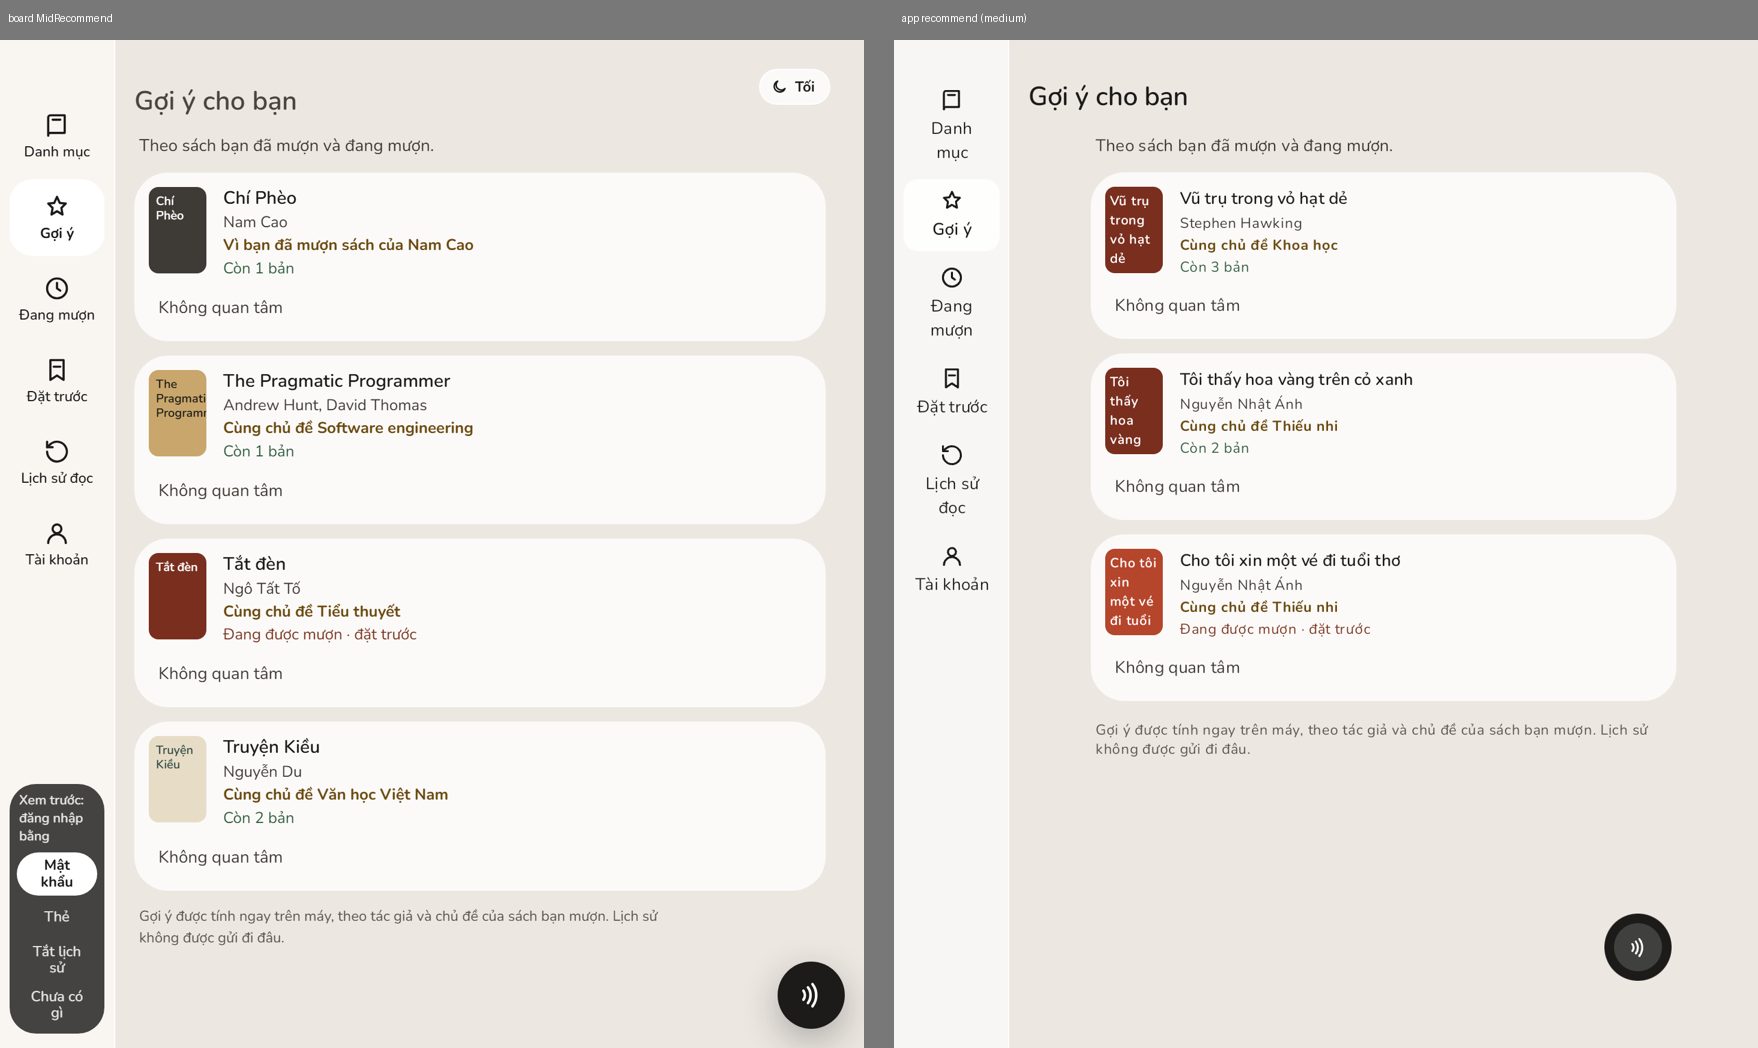 board MidRecommend
Danh mục
Gợi ý
Đang mượn
Đặt trước
Lịch sử đọc
Tài khoản
Xem trước:
đăng nhập
bằng
Mật
khẩu
Thẻ
Tắt lịch
sử
Chưa có
gì
Gợi ý cho bạn
Tối
Theo sách bạn đã mượn và đang mượn.
Chí
Phèo
Chí Phèo
Nam Cao
Vì bạn đã mượn sách của Nam Cao
Còn 1 bản
Không quan tâm
The
Pragmati
Program
The Pragmatic Programmer
Andrew Hunt, David Thomas
Cùng chủ đề Software engineering
Còn 1 bản
Không quan tâm
Tắt đèn
Tắt đèn
Ngô Tất Tố
Cùng chủ đề Tiểu thuyết
Đang được mượn · đặt trước
Không quan tâm
Truyện
Kiều
Truyện Kiều
Nguyễn Du
Cùng chủ đề Văn học Việt Nam
Còn 2 bản
Không quan tâm
Gợi ý được tính ngay trên máy, theo tác giả và chủ đề của sách bạn mượn. Lịch sử
không được gửi đi đâu.
app recommend (medium)
Danh
mục
Gợi ý
Đang
mượn
Đặt trước
Lịch sử
đọc
Tài khoản
Gợi ý cho bạn
Theo sách bạn đã mượn và đang mượn.
Vũ trụ
trong
vỏ hạt
dẻ
Vũ trụ trong vỏ hạt dẻ
Stephen Hawking
Cùng chủ đề Khoa học
Còn 3 bản
Không quan tâm
Tôi
thấy
hoa
vàng
Tôi thấy hoa vàng trên cỏ xanh
Nguyễn Nhật Ánh
Cùng chủ đề Thiếu nhi
Còn 2 bản
Không quan tâm
Cho tôi
xin
một vé
đi tuổi
Cho tôi xin một vé đi tuổi thơ
Nguyễn Nhật Ánh
Cùng chủ đề Thiếu nhi
Đang được mượn · đặt trước
Không quan tâm
Gợi ý được tính ngay trên máy, theo tác giả và chủ đề của sách bạn mượn. Lịch sử
không được gửi đi đâu.